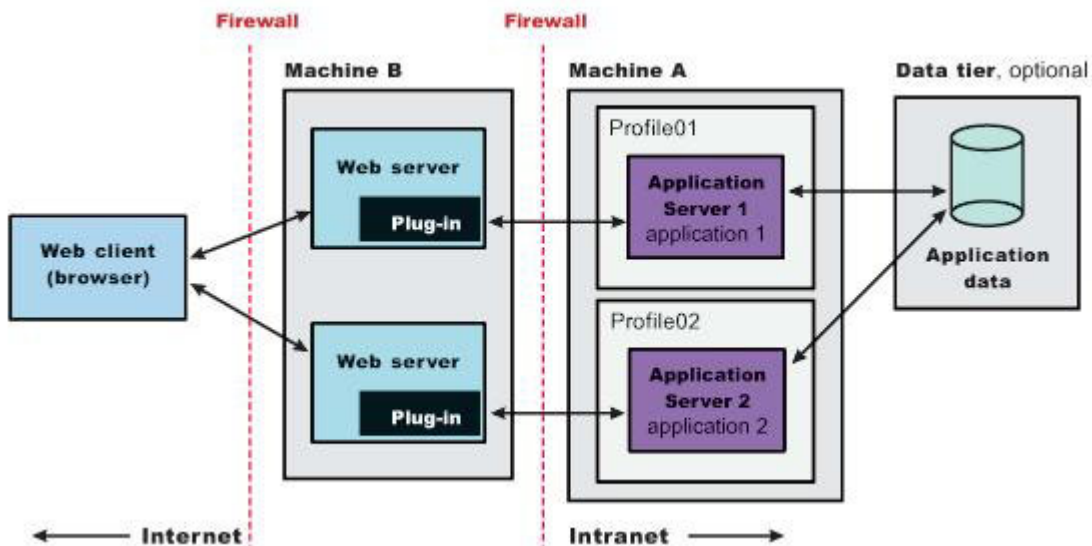 Firewall
Firewall
Machine B
Machine A
Data tier, optional
Profile01
Web server
Plug-in
Application
Server 1
application 1
Web client
(browser)
Application
data
Profile02
Web server
Plug-in
Application
Server 2
application 2
Internet
Intranet